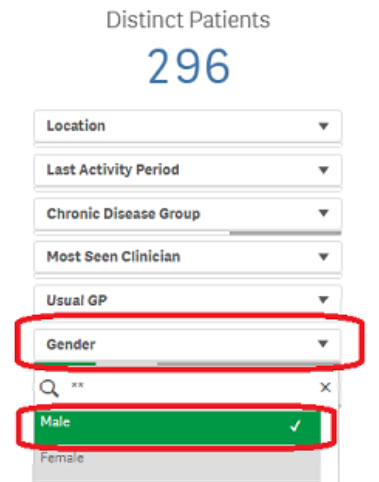 Distinct Patients
296
Location
Last Activity Period
Chronic Disease Group
Most Seen Clinician
Usual GP
Gender
**
Male
Female